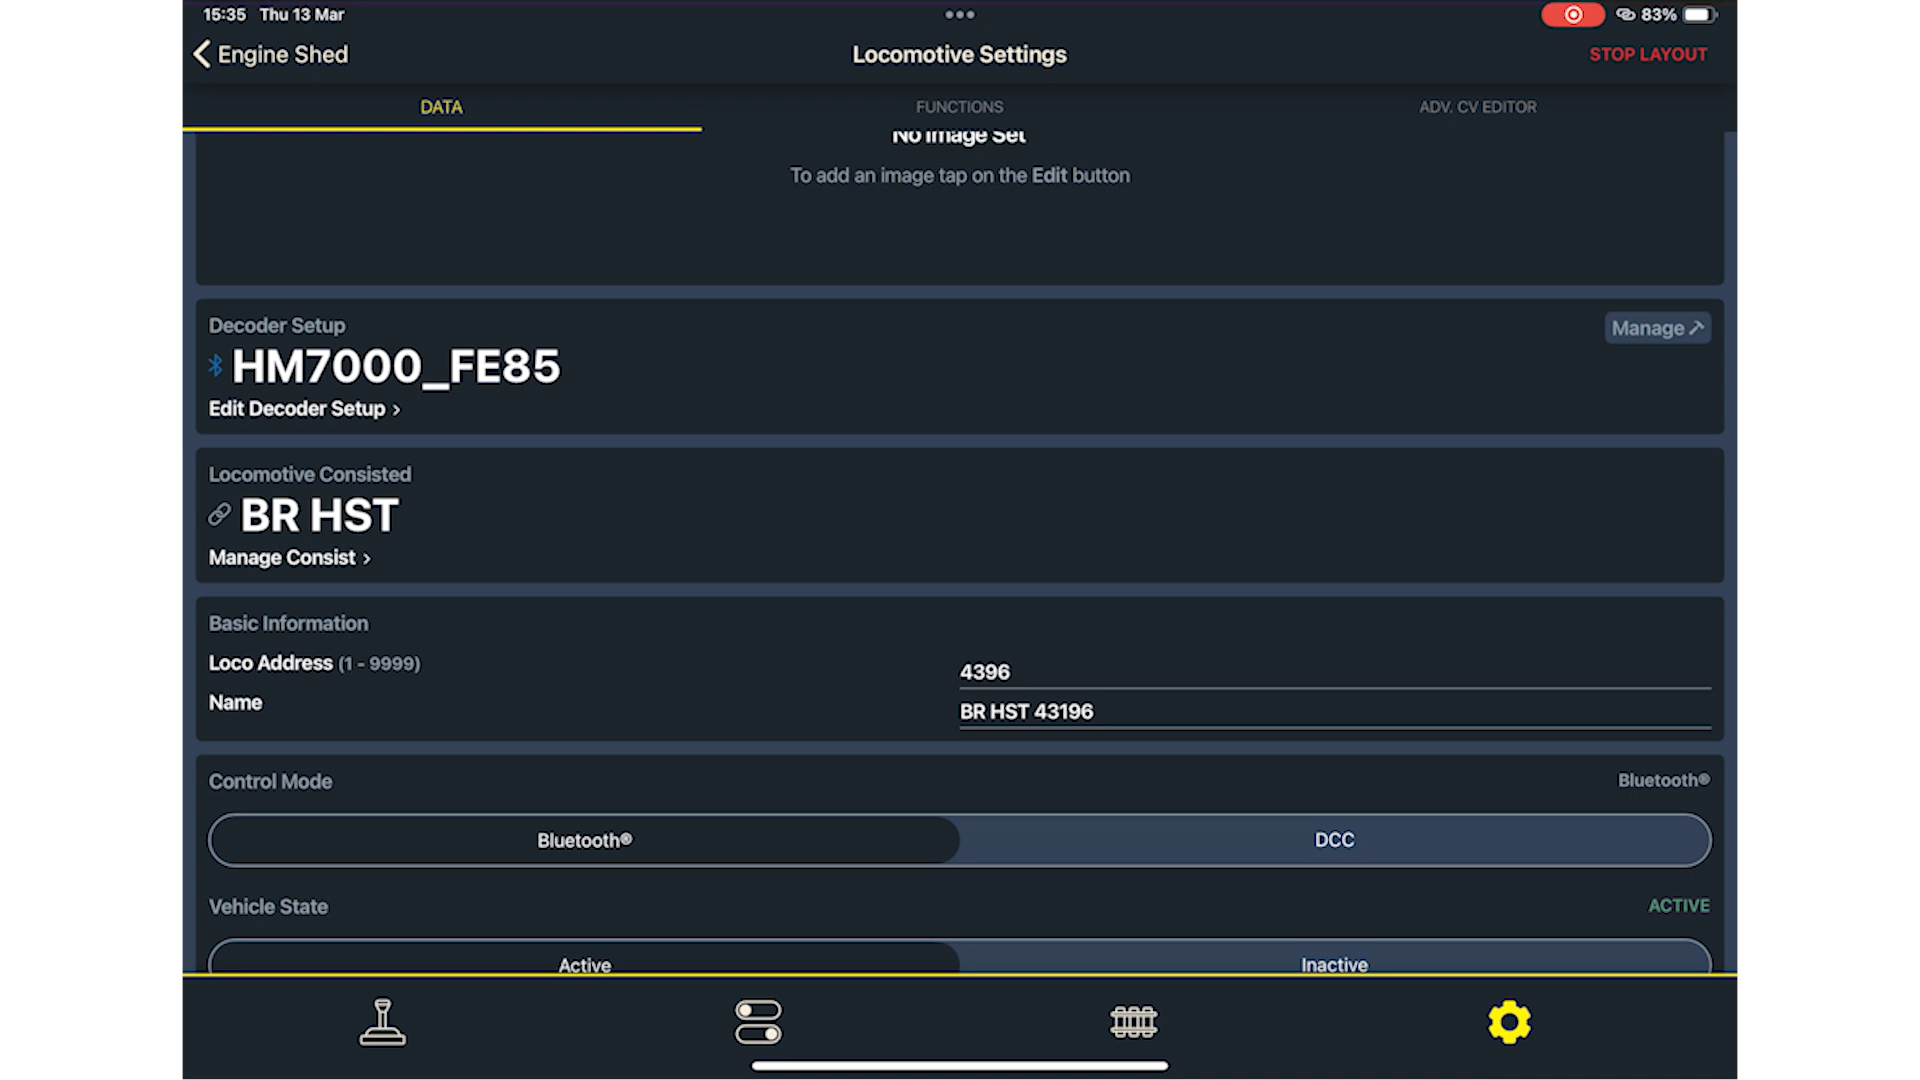 15:35 Thu 13 Mar
83%
Engine Shed
Locomotive Settings
STOP LAYOUT
DATA
FUNCTIONS
ADV. CV EDITOR
No Image Set
To add an image tap on the Edit button
Decoder Setup
Manage
HM7000_FE85
Edit Decoder Setup ›
Locomotive Consisted
BR HST
Manage Consist ›
Basic Information
Loco Address (1 - 9999)
4396
Name
BR HST 43196
Control Mode
Bluetooth®
Bluetooth®
DCC
Vehicle State
ACTIVE
Active
Inactive